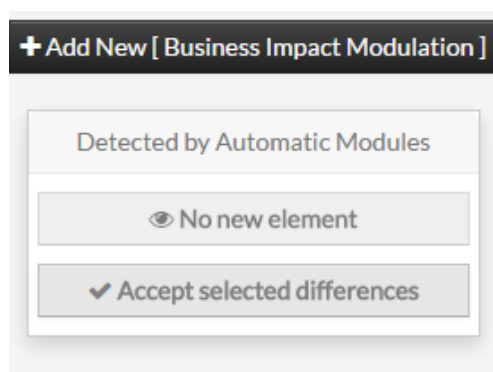 + Add New [ Business Impact Modulation ]
Detected by Automatic Modules
No new element
Accept selected differences